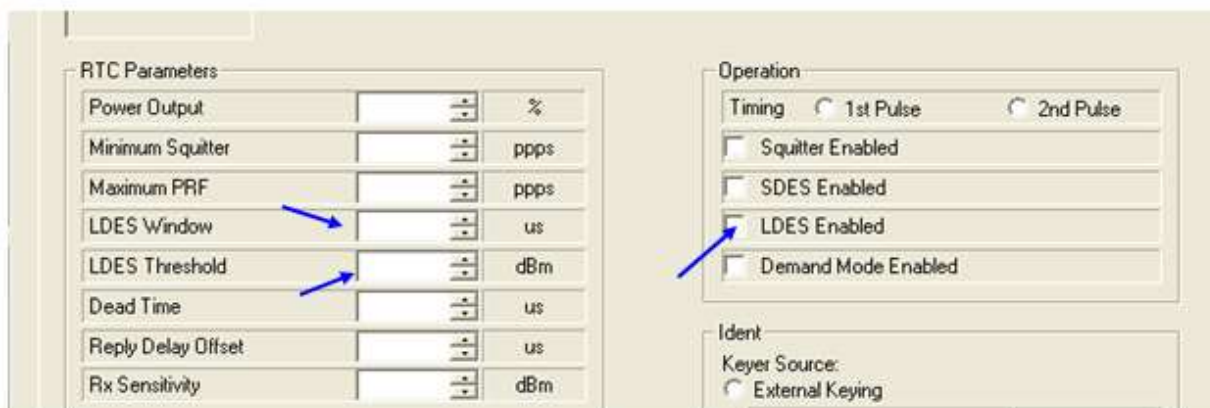 RTC Parameters
Power Output %
Minimum Squitter ppps
Maximum PRF ppps
LDES Window us
LDES Threshold dBm
Dead Time us
Reply Delay Offset us
Rx Sensitivity dBm
Operation
Timing 1st Pulse 2nd Pulse
Squitter Enabled
SDES Enabled
LDES Enabled
Demand Mode Enabled
Ident
Keyer Source:
External Keying